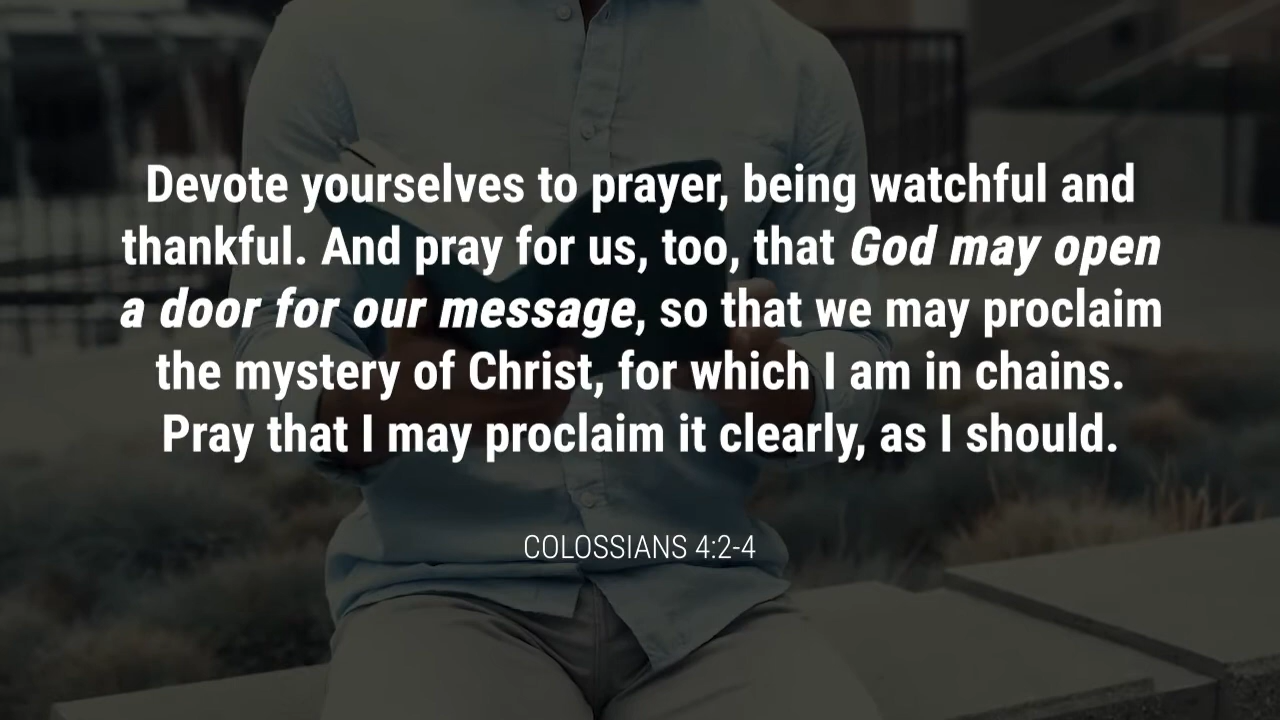 Devote yourselves to prayer, being watchful and
thankful. And pray for us, too, that God may open
a door for our message, so that we may proclaim
the mystery of Christ, for which I am in chains.
Pray that I may proclaim it clearly, as I should.
COLOSSIANS 4:2-4